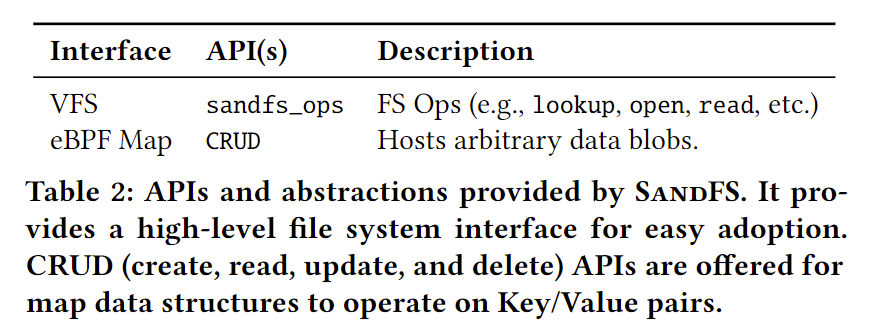 Interface API(s) Description
VFS sandfs_ops FS Ops (e.g., lookup, open, read, etc.)
eBPF Map CRUD Hosts arbitrary data blobs.
Table 2: APIs and abstractions provided by SandFS. It pro-
vides a high-level file system interface for easy adoption.
CRUD (create, read, update, and delete) APIs are offered for
map data structures to operate on Key/Value pairs.